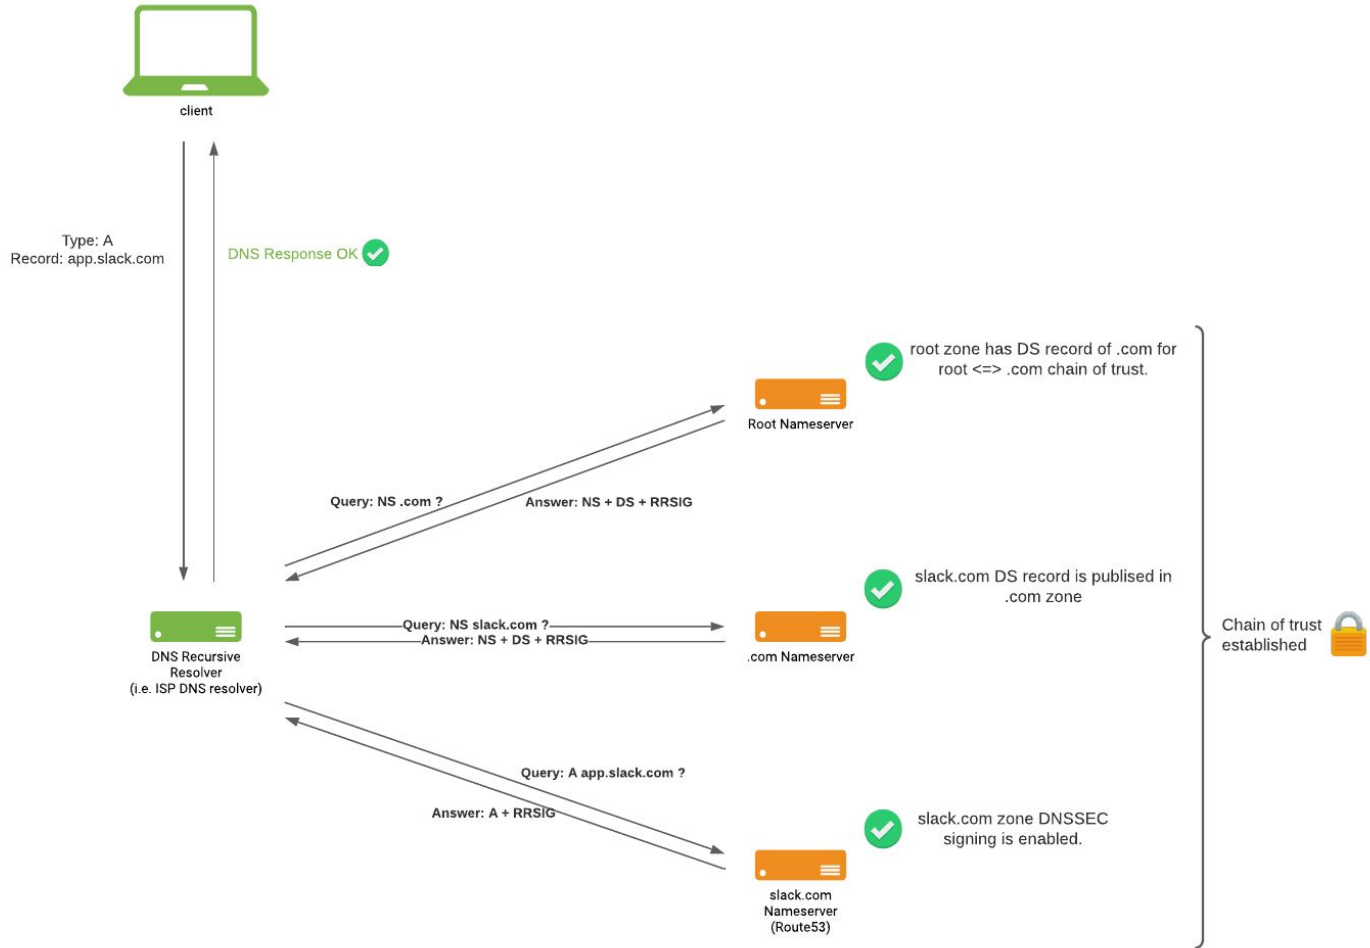 client
Type: A
Record: app.slack.com
DNS Response OK
root zone has DS record of .com for
root <=> .com chain of trust.
Root Nameserver
Query: NS .com ?
Answer: NS + DS + RRSIG
slack.com DS record is publised in
.com zone
Query: NS slack.com ?
Answer: NS + DS + RRSIG
Chain of trust
established
DNS Recursive
Resolver
(i.e. ISP DNS resolver)
.com Nameserver
Query: A app.slack.com ?
Answer: A + RRSIG
slack.com zone DNSSEC
signing is enabled.
slack.com
Nameserver
(Route53)